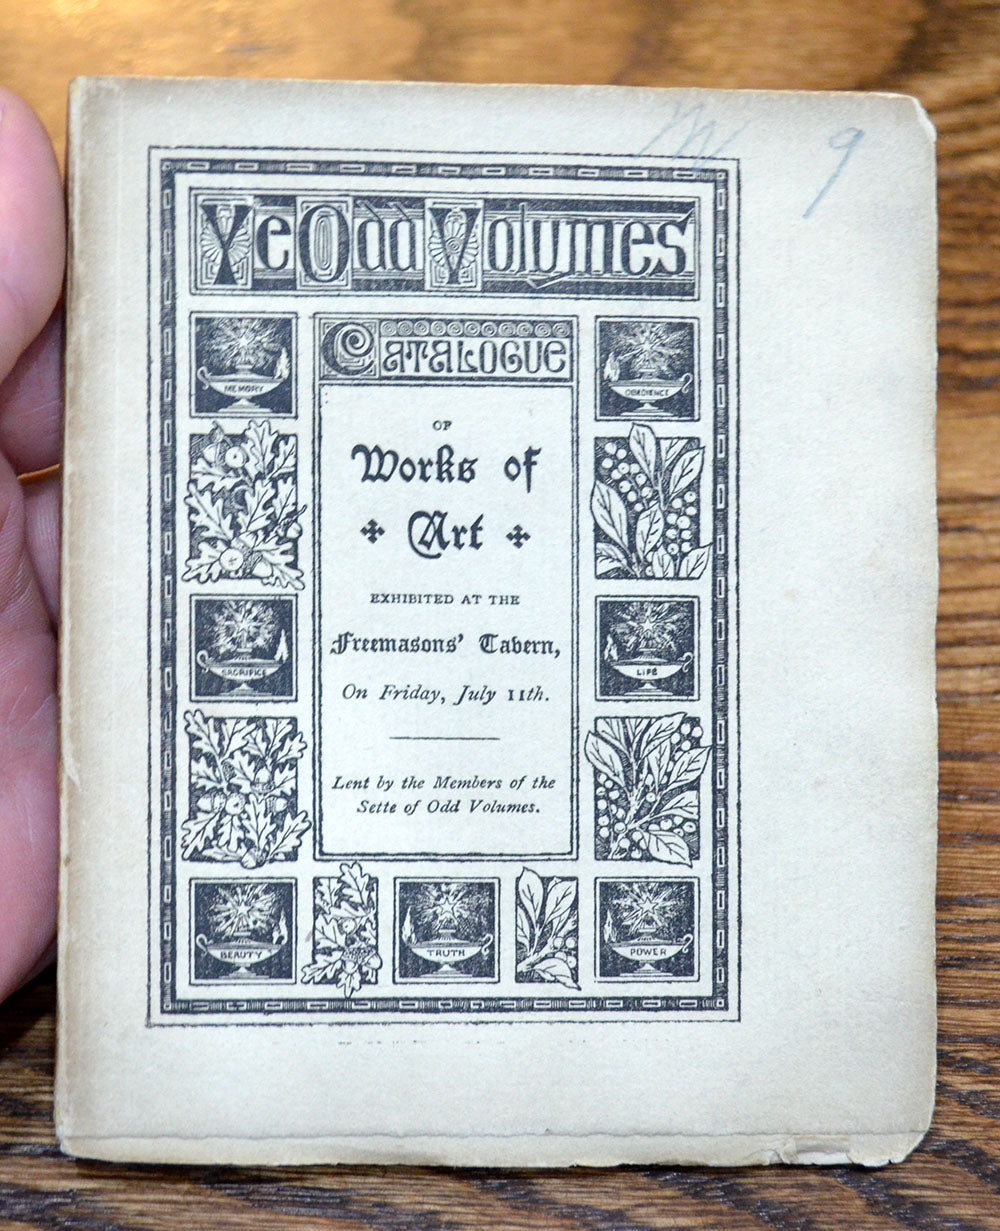 9
Ye Odd Volumes
Catalogue
OF
Works of
Art
EXHIBITED AT THE
Freemasons' Tavern,
On Friday, July 11th.
Lent by the Members of the
Sette of Odd Volumes.
MEMORY
OBEDIENCE
SACRIFICE
LIFE
BEAUTY
TRUTH
POWER